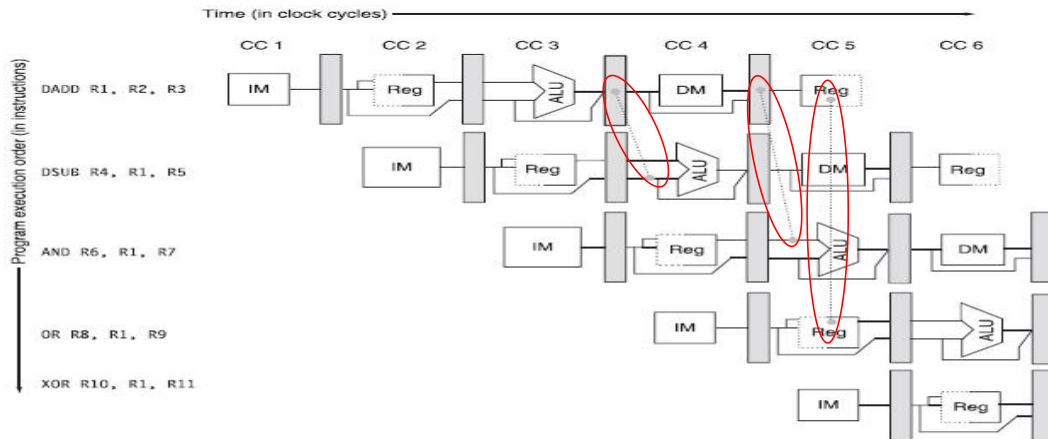 Time (in clock cycles)
CC 1 CC 2 CC 3 CC 4 CC 5 CC 6
Program execution order (in instructions)
DADD R1, R2, R3 IM Reg ALU DM Reg
DSUB R4, R1, R5 IM Reg ALU DM Reg
AND R6, R1, R7 IM Reg ALU DM
OR R8, R1, R9 IM Reg ALU
XOR R10, R1, R11 IM Reg